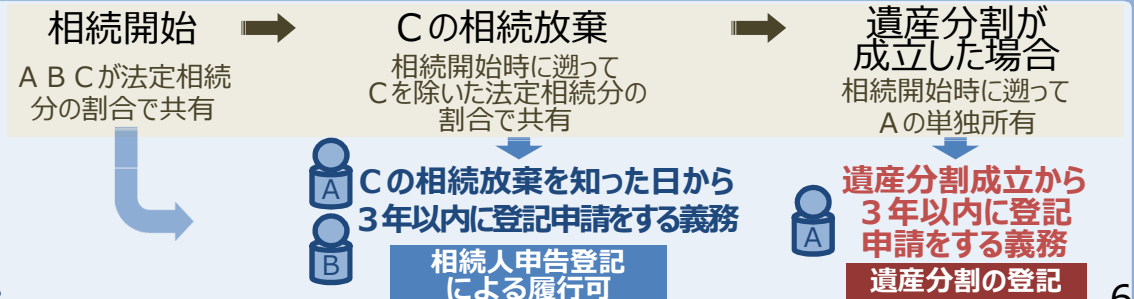 相続開始
ＡＢＣが法定相続
分の割合で共有
Ｃの相続放棄
相続開始時に遡って
Ｃを除いた法定相続分の
割合で共有
遺産分割が
成立した場合
相続開始時に遡って
Ａの単独所有
A
B
Ｃの相続放棄を知った日から
３年以内に登記申請をする義務
相続人申告登記
による履行可
A
遺産分割成立から
３年以内に登記
申請をする義務
遺産分割の登記
6